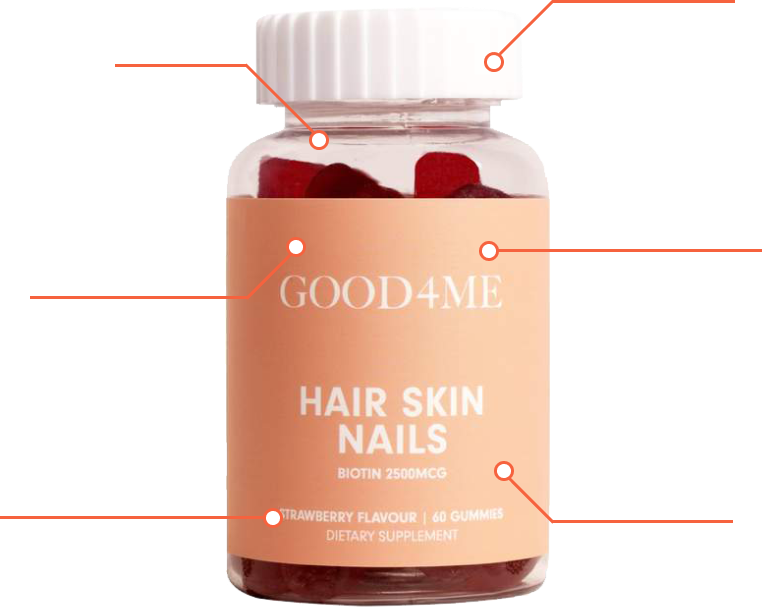 GOOD4ME
HAIR SKIN
NAILS
BIOTIN 2500MCG
STRAWBERRY FLAVOUR | 60 GUMMIES
DIETARY SUPPLEMENT